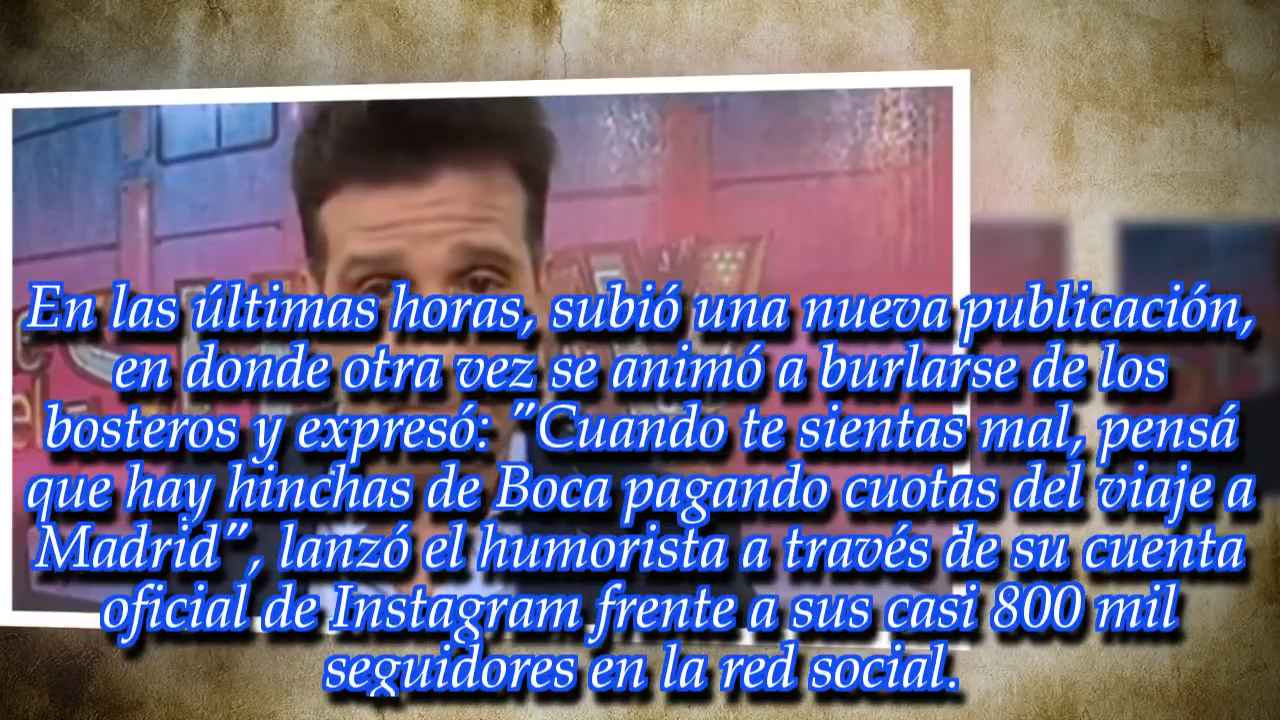 En las últimas horas, subió una nueva publicación,
en donde otra vez se animó a burlarse de los
bosteros y expresó: "Cuando te sientas mal, pensá
que hay hinchas de Boca pagando cuotas del viaje a
Madrid", lanzó el humorista a través de su cuenta
oficial de Instagram frente a sus casi 800 mil
seguidores en la red social.